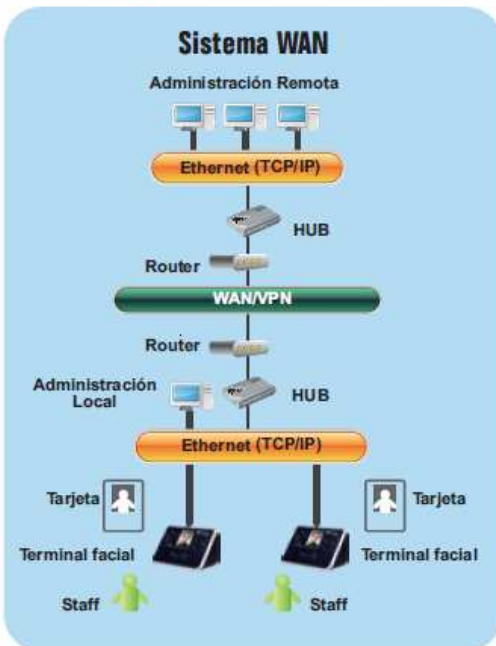 Sistema WAN
Administración Remota
Ethernet (TCP/IP)
HUB
Router
WAN/VPN
Router
Administración
Local
HUB
Ethernet (TCP/IP)
Tarjeta
Tarjeta
Terminal facial
Terminal facial
Staff
Staff